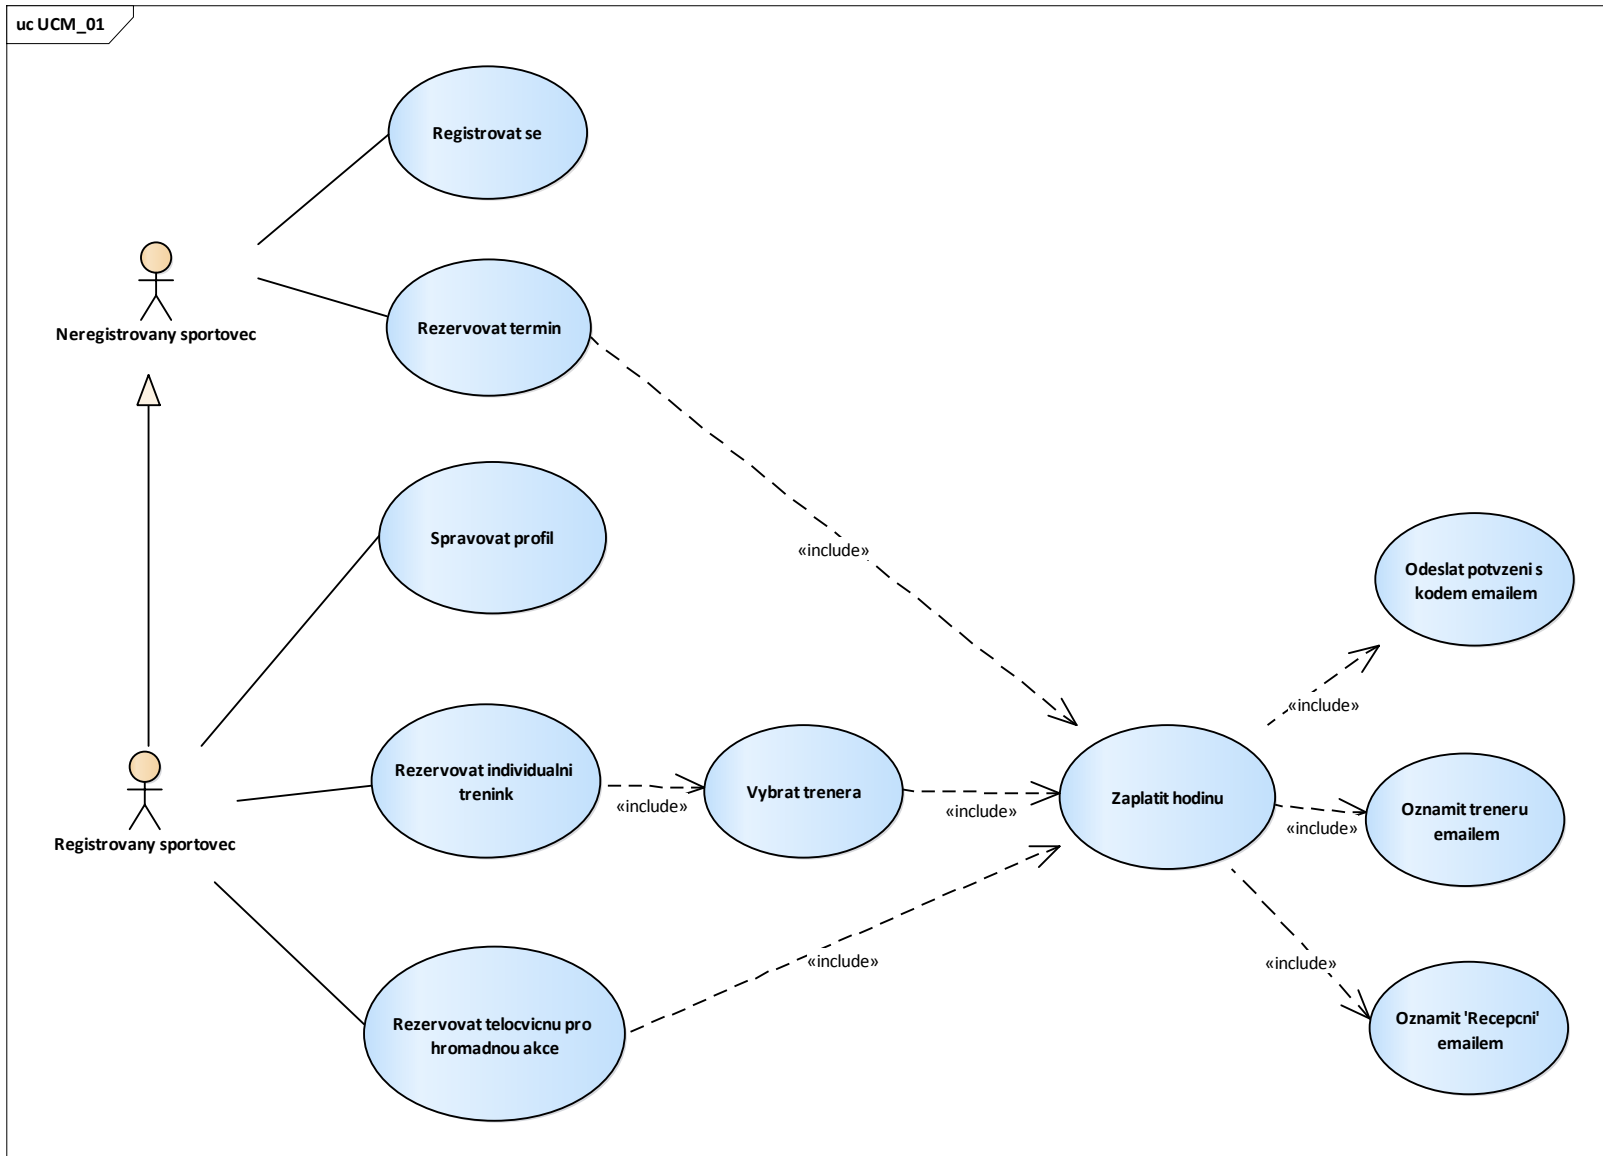 uc UCM_01
Registrovat se
Neregistrovany sportovec
Rezervovat termin
Spravovat profil
«include»
Odeslat potvzeni s
kodem emailem
«include»
Registrovany sportovec
Rezervovat individualni
trenink
«include»
Vybrat trenera
«include»
Zaplatit hodinu
«include»
Oznamit treneru
emailem
Rezervovat telocvicnu pro
hromadnou akce
«include»
«include»
Oznamit 'Recepcni'
emailem